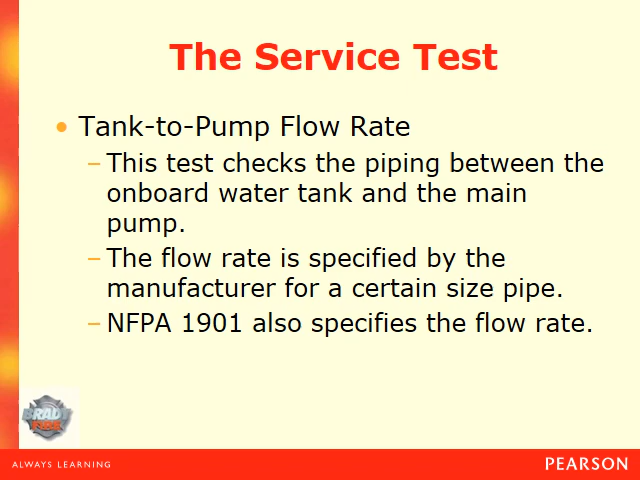 The Service Test
• Tank-to-Pump Flow Rate
– This test checks the piping between the
onboard water tank and the main
pump.
– The flow rate is specified by the
manufacturer for a certain size pipe.
– NFPA 1901 also specifies the flow rate.
BRADY
FIRE
ALWAYS LEARNING
PEARSON